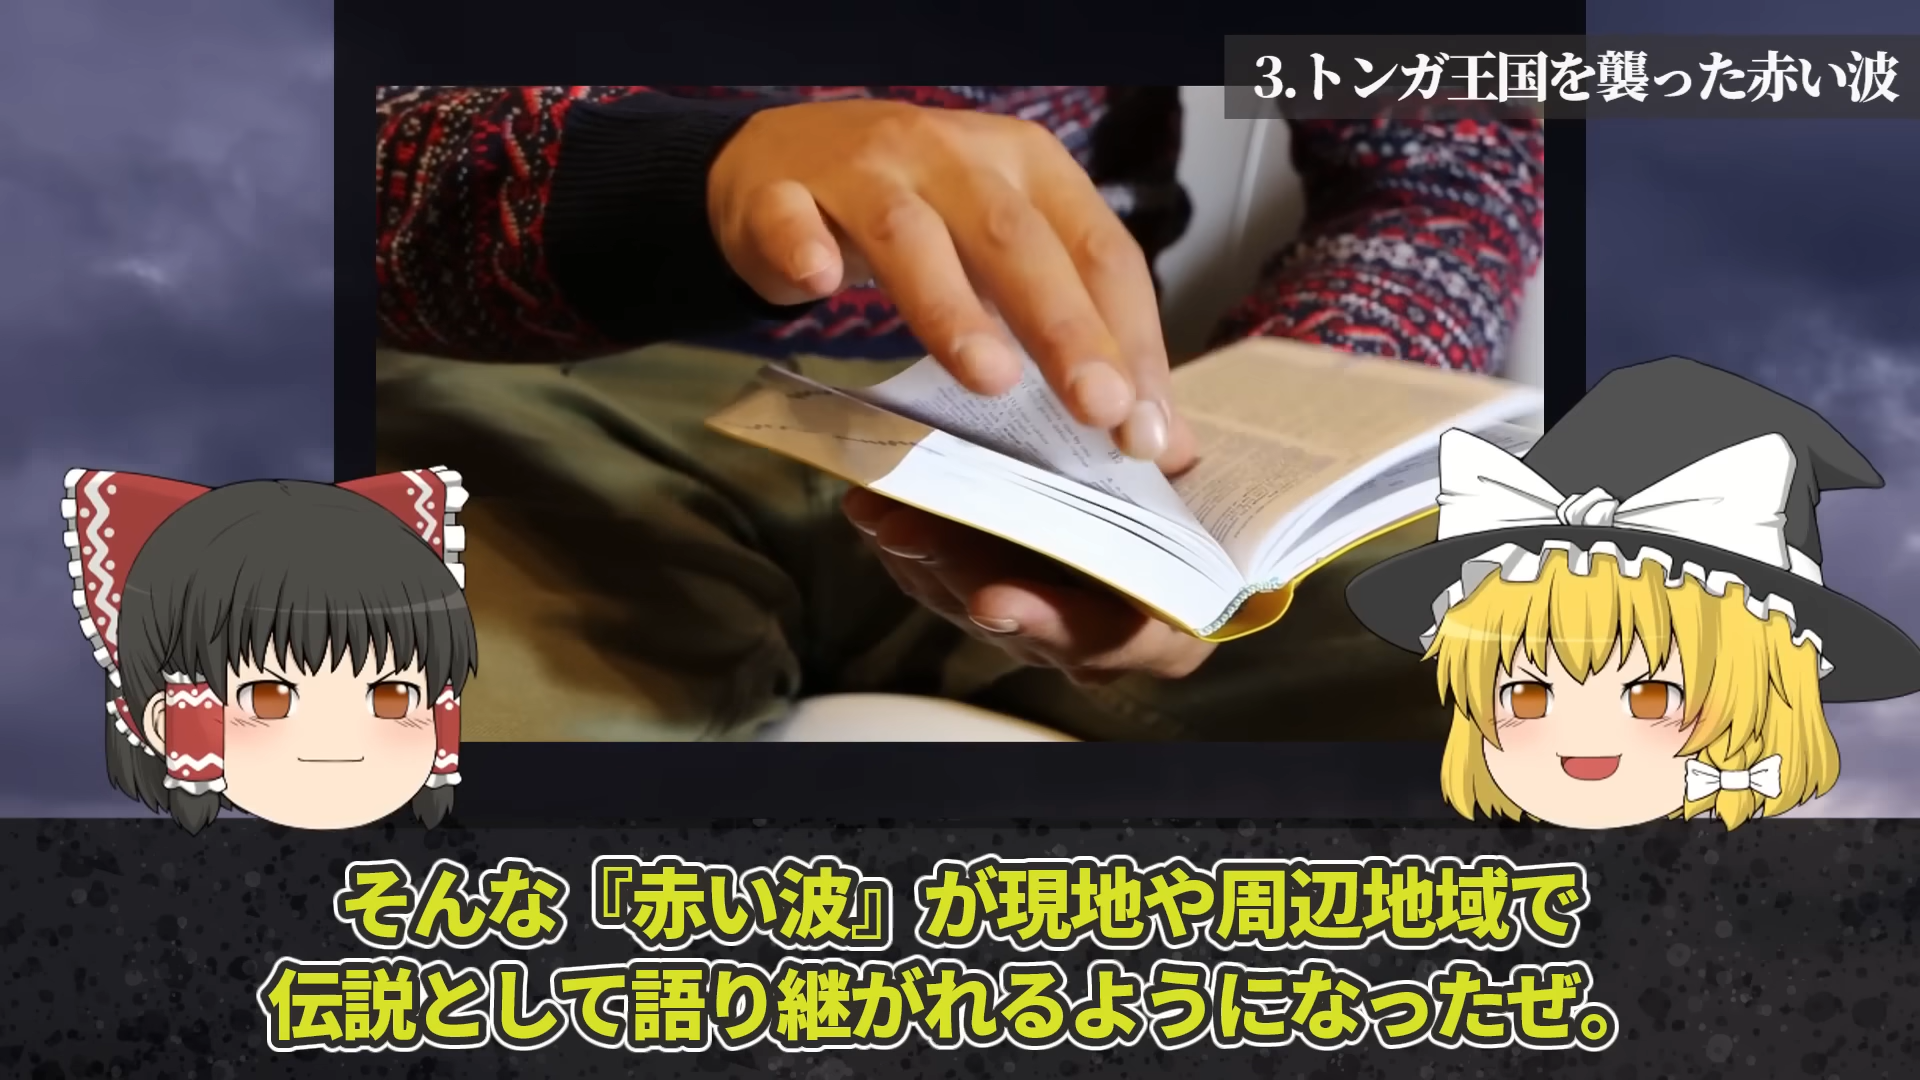 3.トンガ王国を襲った赤い波
そんな『赤い波』が現地や周辺地域で
伝説として語り継がれるようになったぜ。